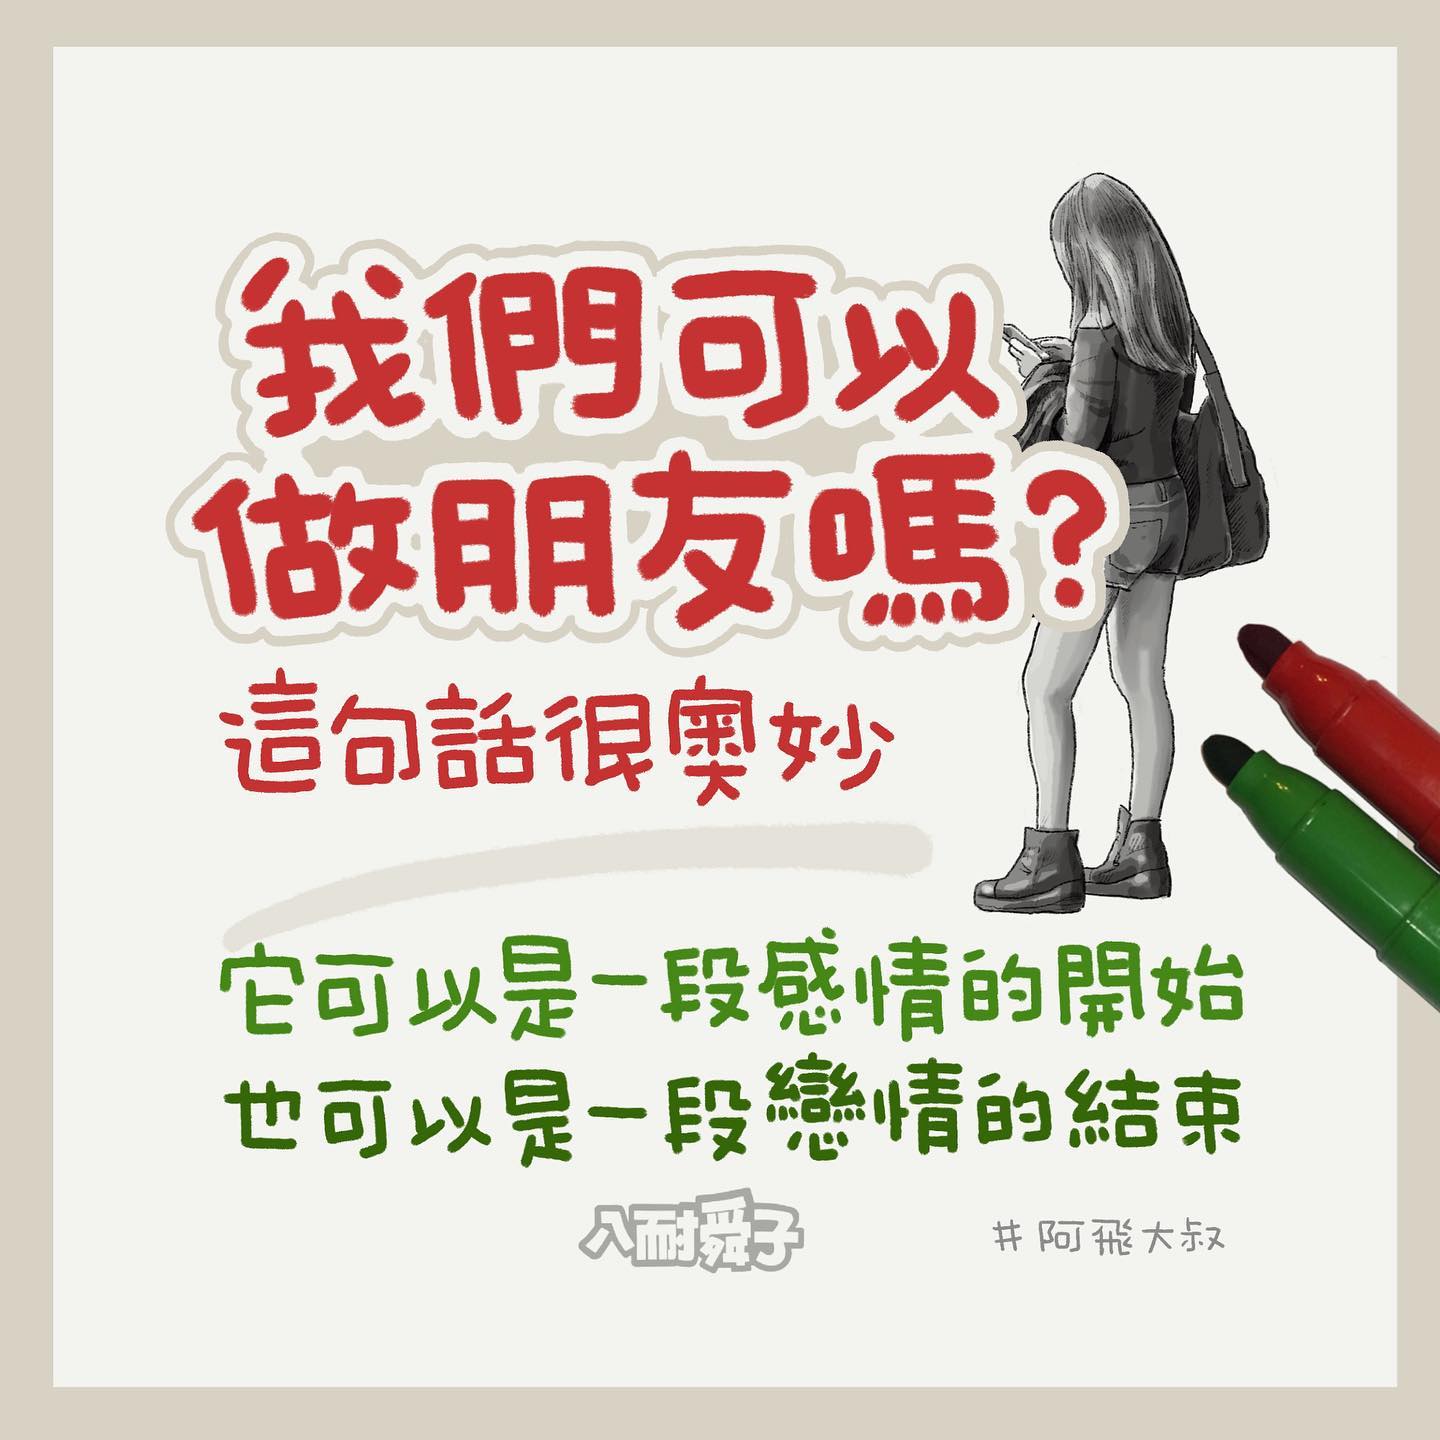 我們可以
做朋友嗎?
這句話很奧妙
它可以是一段感情的開始
也可以是一段戀情的結束
八耐舜子
#阿飛大叔